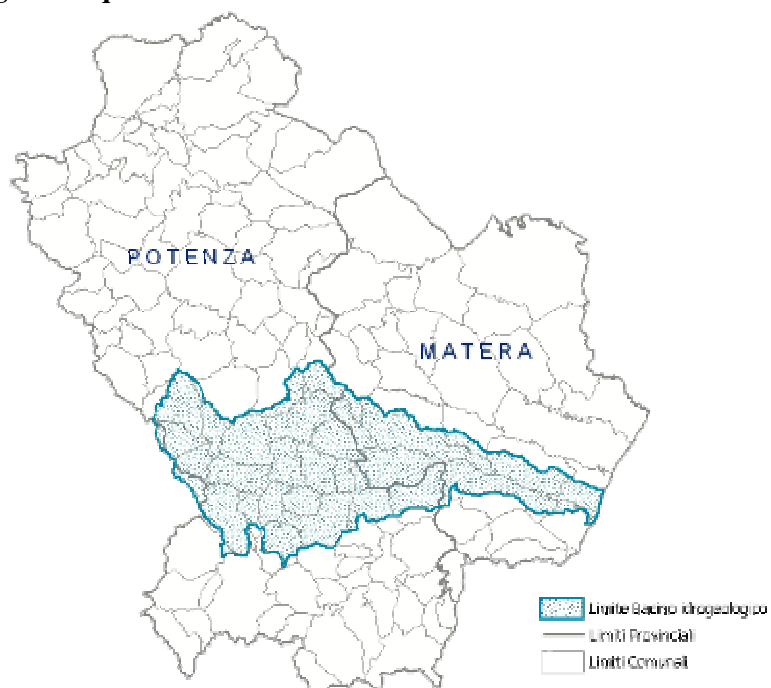 POTENZA
MATERA
Limite Bacino idrogeologico
Limiti Provinciali
Limiti Comunali